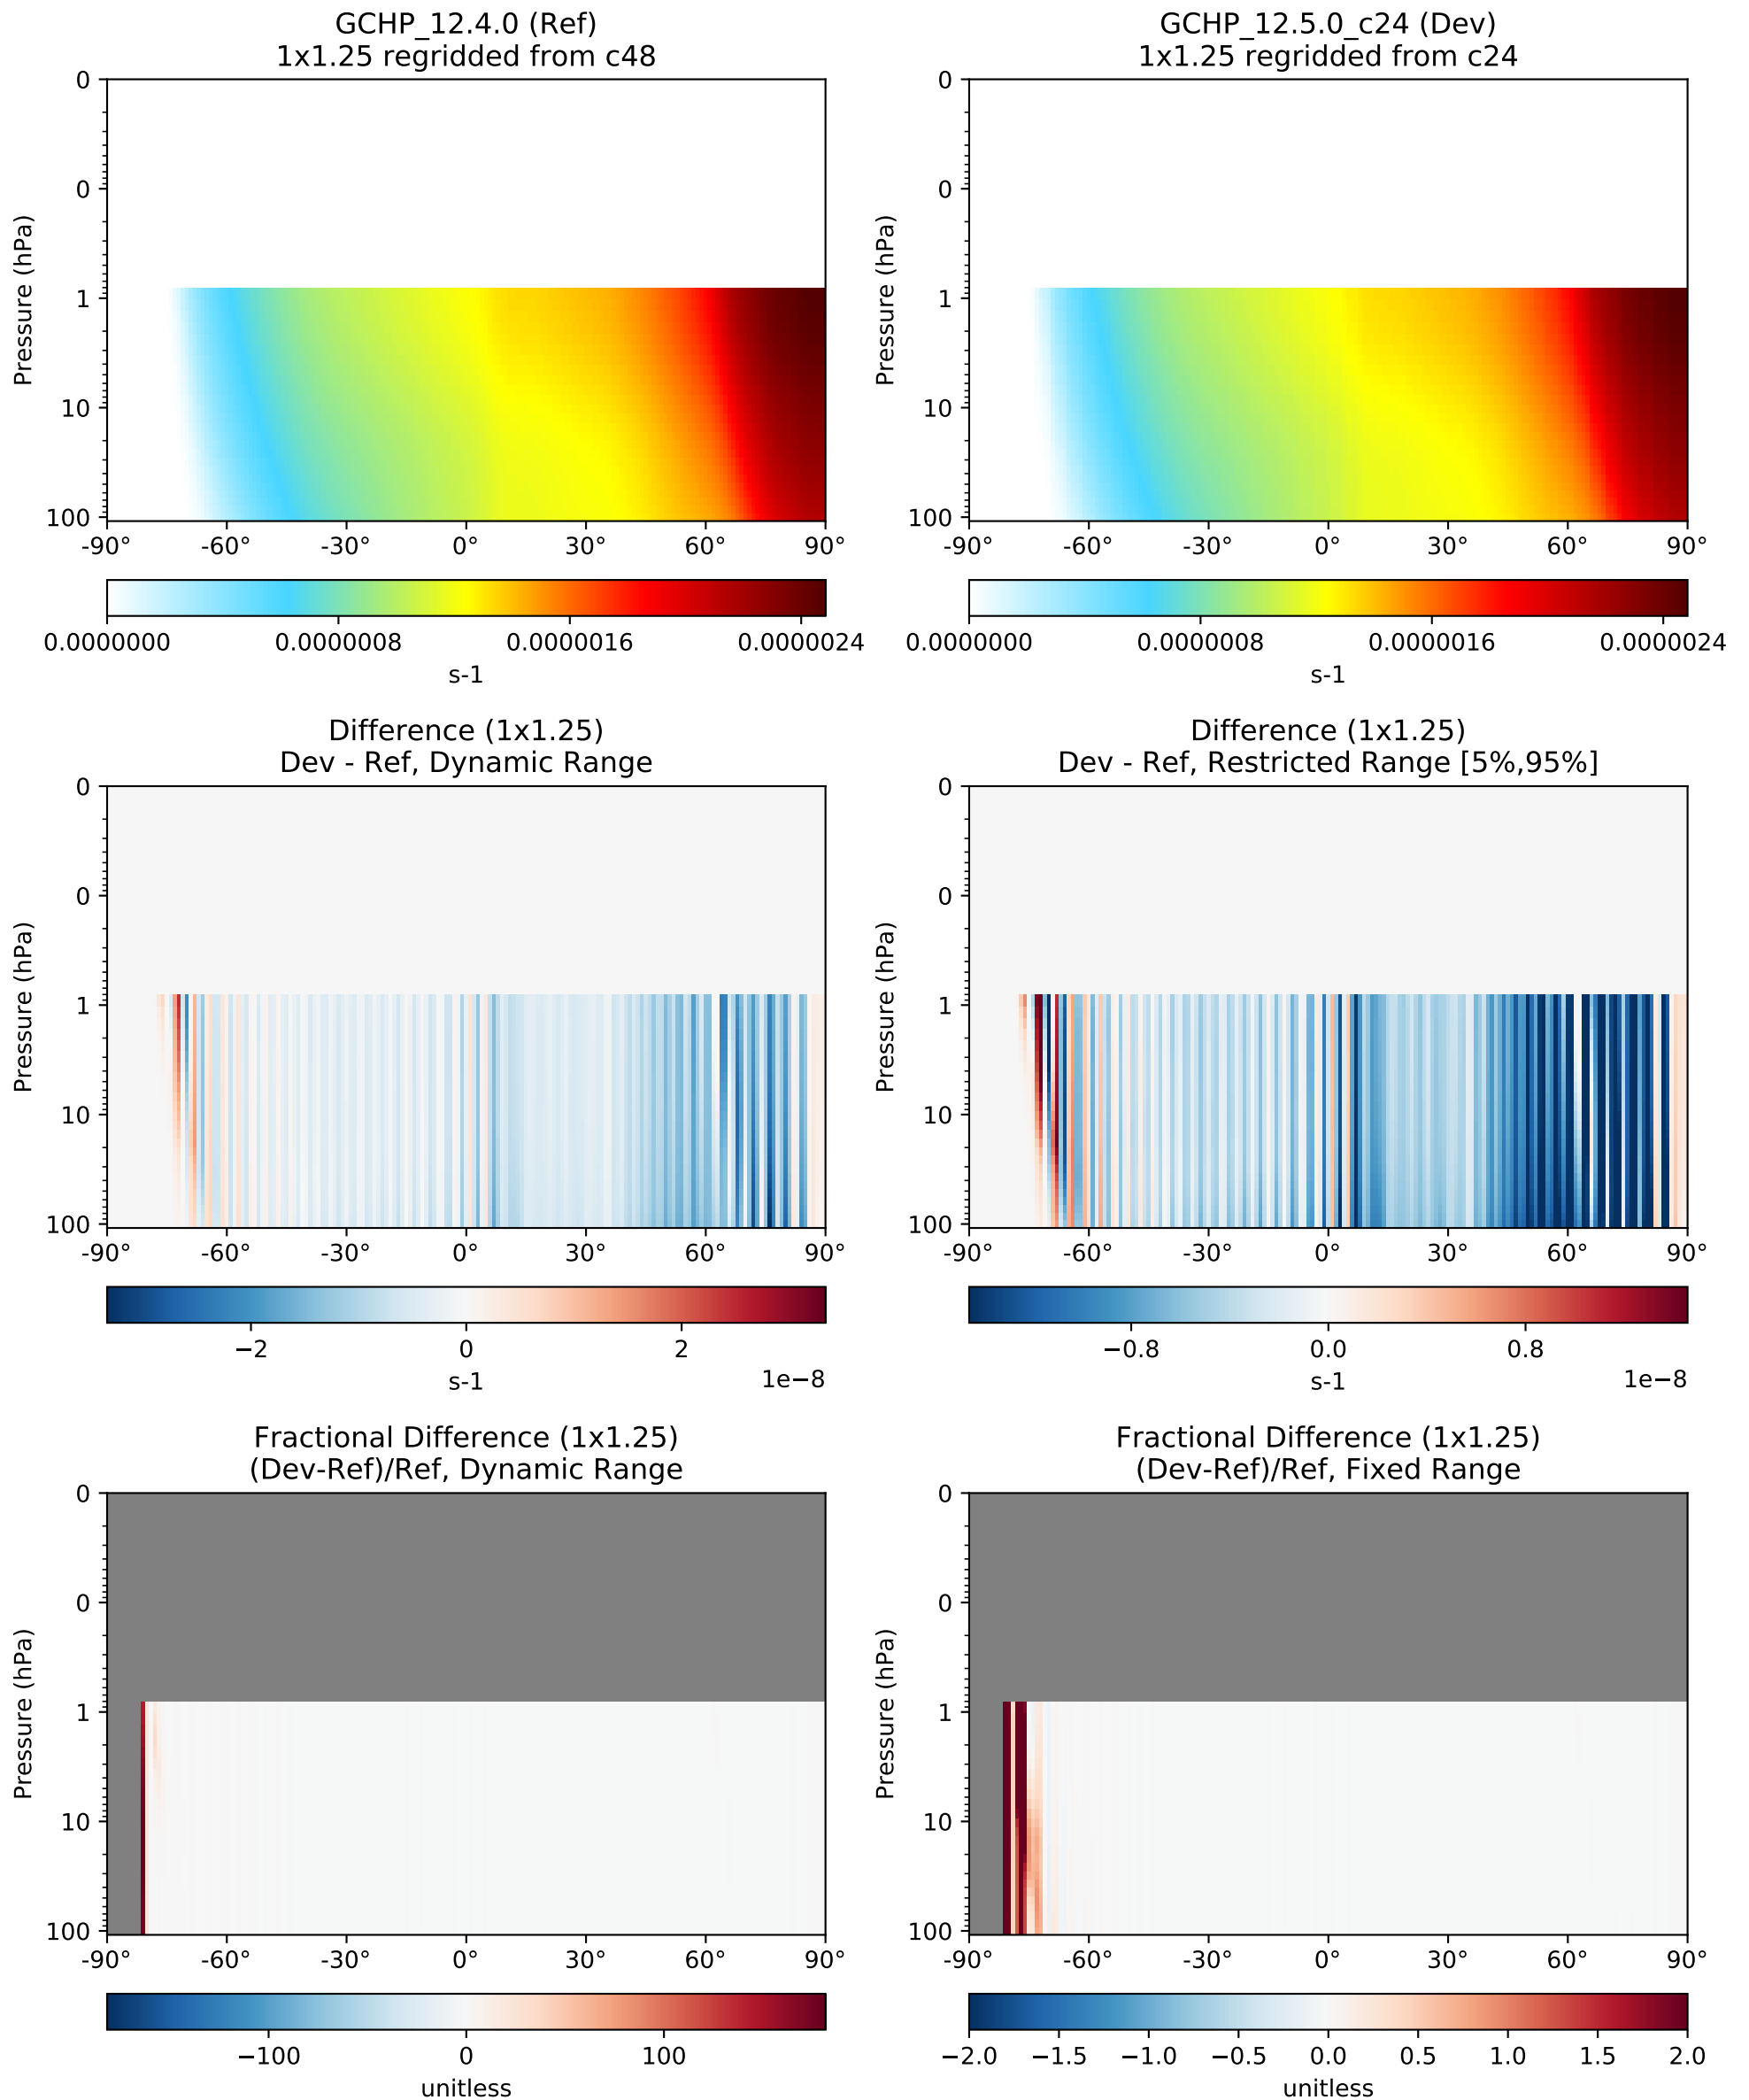 GCHP_12.4.0 (Ref)
1x1.25 regridded from c48
0
0
1
10
100
Pressure (hPa)
-90° -60° -30° 0° 30° 60° 90°
0.0000000 0.0000008 0.0000016 0.0000024
s-1
GCHP_12.5.0_c24 (Dev)
1x1.25 regridded from c24
0
0
1
10
100
Pressure (hPa)
-90° -60° -30° 0° 30° 60° 90°
0.0000000 0.0000008 0.0000016 0.0000024
s-1
Difference (1x1.25)
Dev - Ref, Dynamic Range
0
0
1
10
100
Pressure (hPa)
-90° -60° -30° 0° 30° 60° 90°
−2 0 2
1e−8
s-1
Difference (1x1.25)
Dev - Ref, Restricted Range [5%,95%]
0
0
1
10
100
Pressure (hPa)
-90° -60° -30° 0° 30° 60° 90°
−0.8 0.0 0.8
1e−8
s-1
Fractional Difference (1x1.25)
(Dev-Ref)/Ref, Dynamic Range
0
0
1
10
100
Pressure (hPa)
-90° -60° -30° 0° 30° 60° 90°
−100 0 100
unitless
Fractional Difference (1x1.25)
(Dev-Ref)/Ref, Fixed Range
0
0
1
10
100
Pressure (hPa)
-90° -60° -30° 0° 30° 60° 90°
−2.0 −1.5 −1.0 −0.5 0.0 0.5 1.0 1.5 2.0
unitless